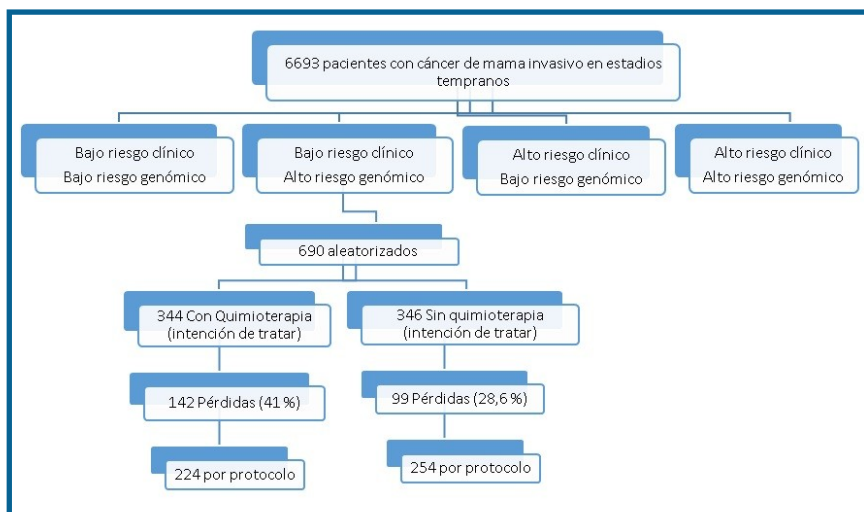 6693 pacientes con cáncer de mama invasivo en estadios
tempranos
Bajo riesgo clínico
Bajo riesgo genómico
Bajo riesgo clínico
Alto riesgo genómico
Alto riesgo clínico
Bajo riesgo genómico
Alto riesgo clínico
Alto riesgo genómico
690 aleatorizados
344 Con Quimioterapia
(intención de tratar)
346 Sin quimioterapia
(intención de tratar)
142 Pérdidas (41 %)
99 Pérdidas (28,6 %)
224 por protocolo
254 por protocolo